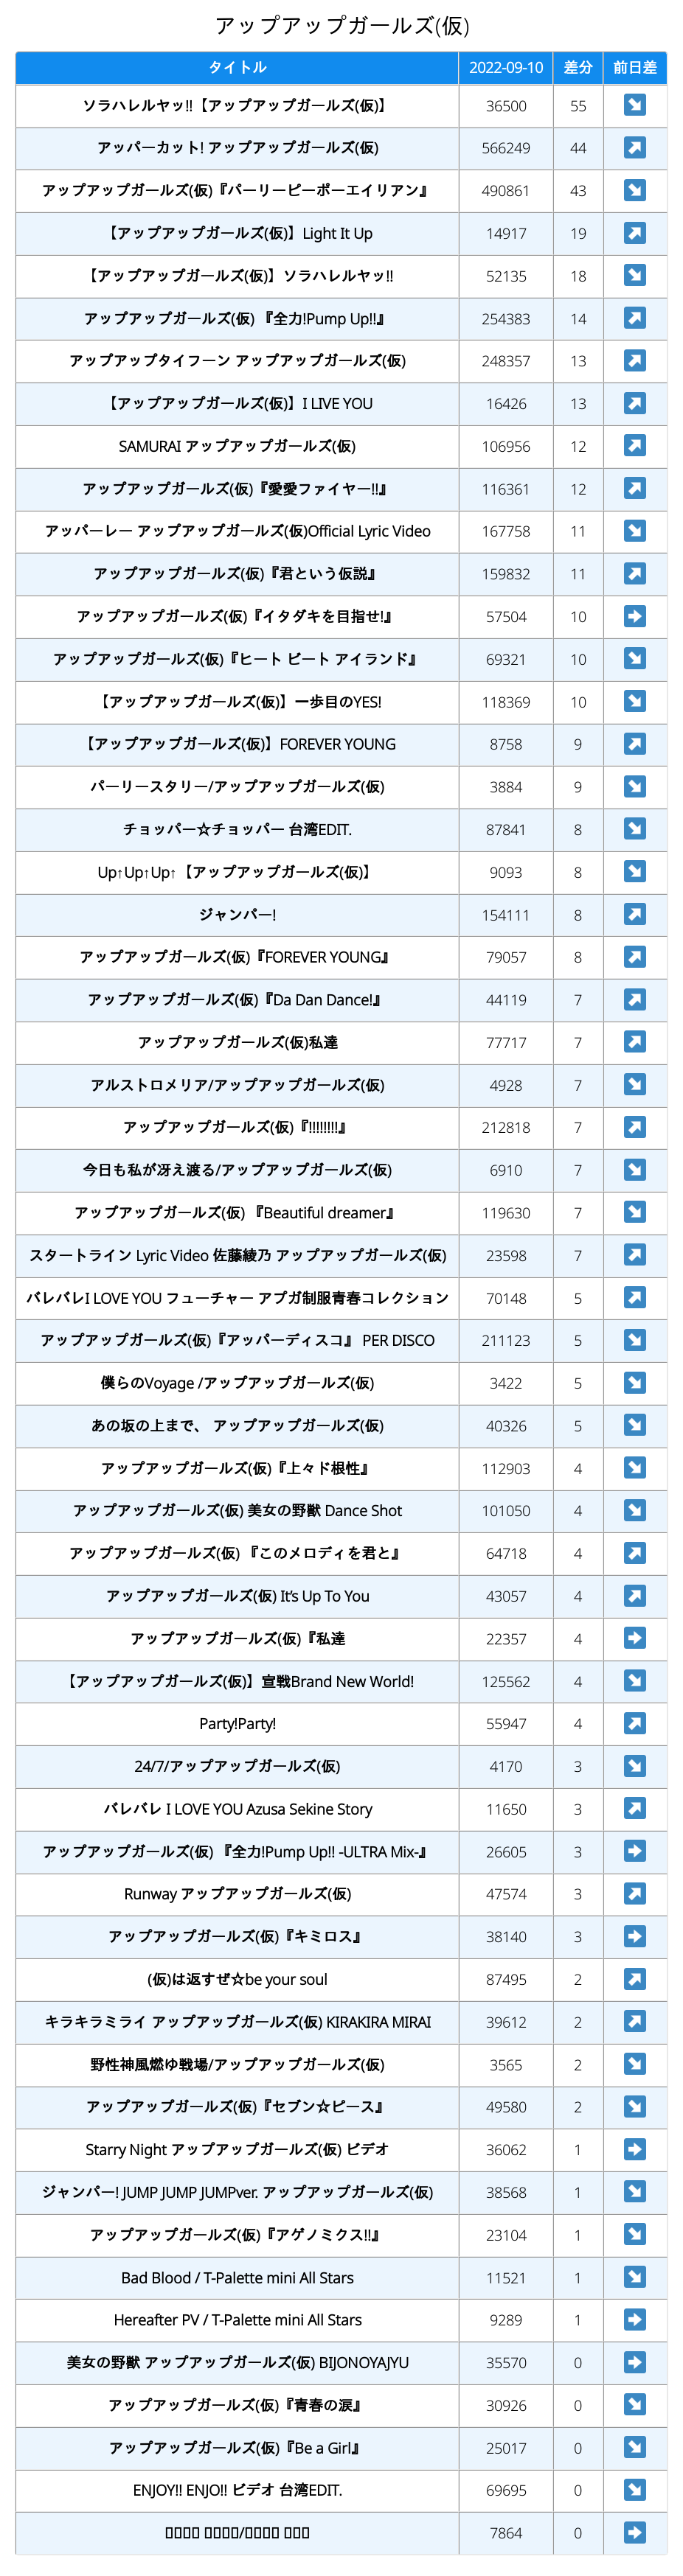 アップアップガールズ(仮)
タイトル 2022-09-10 差分 前日差
ソラハレルヤッ!!【アップアップガールズ(仮)】 36500 55 ↘
アッパーカット! アップアップガールズ(仮) 566249 44 ↗
アップアップガールズ(仮)『パーリーピーポーエイリアン』 490861 43 ↘
【アップアップガールズ(仮)】Light It Up 14917 19 ↗
【アップアップガールズ(仮)】ソラハレルヤッ!! 52135 18 ↘
アップアップガールズ(仮) 『全力!Pump Up!!』 254383 14 ↗
アップアップタイフーン アップアップガールズ(仮) 248357 13 ↗
【アップアップガールズ(仮)】I LIVE YOU 16426 13 ↗
SAMURAI アップアップガールズ(仮) 106956 12 ↗
アップアップガールズ(仮)『愛愛ファイヤー!!』 116361 12 ↗
アッパーレー アップアップガールズ(仮)Official Lyric Video 167758 11 ↘
アップアップガールズ(仮)『君という仮説』 159832 11 ↗
アップアップガールズ(仮)『イタダキを目指せ!』 57504 10 ➡
アップアップガールズ(仮)『ヒート ビート アイランド』 69321 10 ↘
【アップアップガールズ(仮)】一歩目のYES! 118369 10 ↘
【アップアップガールズ(仮)】FOREVER YOUNG 8758 9 ↗
パーリースタリー/アップアップガールズ(仮) 3884 9 ↘
チョッパー☆チョッパー 台湾EDIT. 87841 8 ↘
Up↑Up↑Up↑【アップアップガールズ(仮)】 9093 8 ↘
ジャンパー! 154111 8 ↗
アップアップガールズ(仮)『FOREVER YOUNG』 79057 8 ↗
アップアップガールズ(仮)『Da Dan Dance!』 44119 7 ↗
アップアップガールズ(仮)私達 77717 7 ↗
アルストロメリア/アップアップガールズ(仮) 4928 7 ↘
アップアップガールズ(仮)『!!!!!!!!』 212818 7 ↗
今日も私が冴え渡る/アップアップガールズ(仮) 6910 7 ↘
アップアップガールズ(仮) 『Beautiful dreamer』 119630 7 ↘
スタートライン Lyric Video 佐藤綾乃 アップアップガールズ(仮) 23598 7 ↗
バレバレI LOVE YOU フューチャー アプガ制服青春コレクション 70148 5 ↗
アップアップガールズ(仮)『アッパーディスコ』 PER DISCO 211123 5 ↘
僕らのVoyage /アップアップガールズ(仮) 3422 5 ↘
あの坂の上まで、 アップアップガールズ(仮) 40326 5 ↘
アップアップガールズ(仮)『上々ド根性』 112903 4 ↘
アップアップガールズ(仮) 美女の野獣 Dance Shot 101050 4 ↘
アップアップガールズ(仮) 『このメロディを君と』 64718 4 ↗
アップアップガールズ(仮) It's Up To You 43057 4 ↗
アップアップガールズ(仮)『私達 22357 4 ➡
【アップアップガールズ(仮)】宣戦Brand New World! 125562 4 ↘
Party!Party! 55947 4 ↗
24/7/アップアップガールズ(仮) 4170 3 ↘
バレバレ I LOVE YOU Azusa Sekine Story 11650 3 ↗
アップアップガールズ(仮) 『全力!Pump Up!! -ULTRA Mix-』 26605 3 ➡
Runway アップアップガールズ(仮) 47574 3 ↗
アップアップガールズ(仮)『キミロス』 38140 3 ➡
(仮)は返すぜ☆be your soul 87495 2 ↗
キラキラミライ アップアップガールズ(仮) KIRAKIRA MIRAI 39612 2 ↗
野性神風燃ゆ戦場/アップアップガールズ(仮) 3565 2 ↘
アップアップガールズ(仮)『セブン☆ピース』 49580 2 ↘
Starry Night アップアップガールズ(仮) ビデオ 36062 1 ➡
ジャンパー! JUMP JUMP JUMPver. アップアップガールズ(仮) 38568 1 ↘
アップアップガールズ(仮)『アゲノミクス!!』 23104 1 ↘
Bad Blood / T-Palette mini All Stars 11521 1 ↘
Hereafter PV / T-Palette mini All Stars 9289 1 ➡
美女の野獣 アップアップガールズ(仮) BIJONOYAJYU 35570 0 ➡
アップアップガールズ(仮)『青春の涙』 30926 0 ↘
アップアップガールズ(仮)『Be a Girl』 25017 0 ↘
ENJOY!! ENJO!! ビデオ 台湾EDIT. 69695 0 ↘
7864 0 ➡